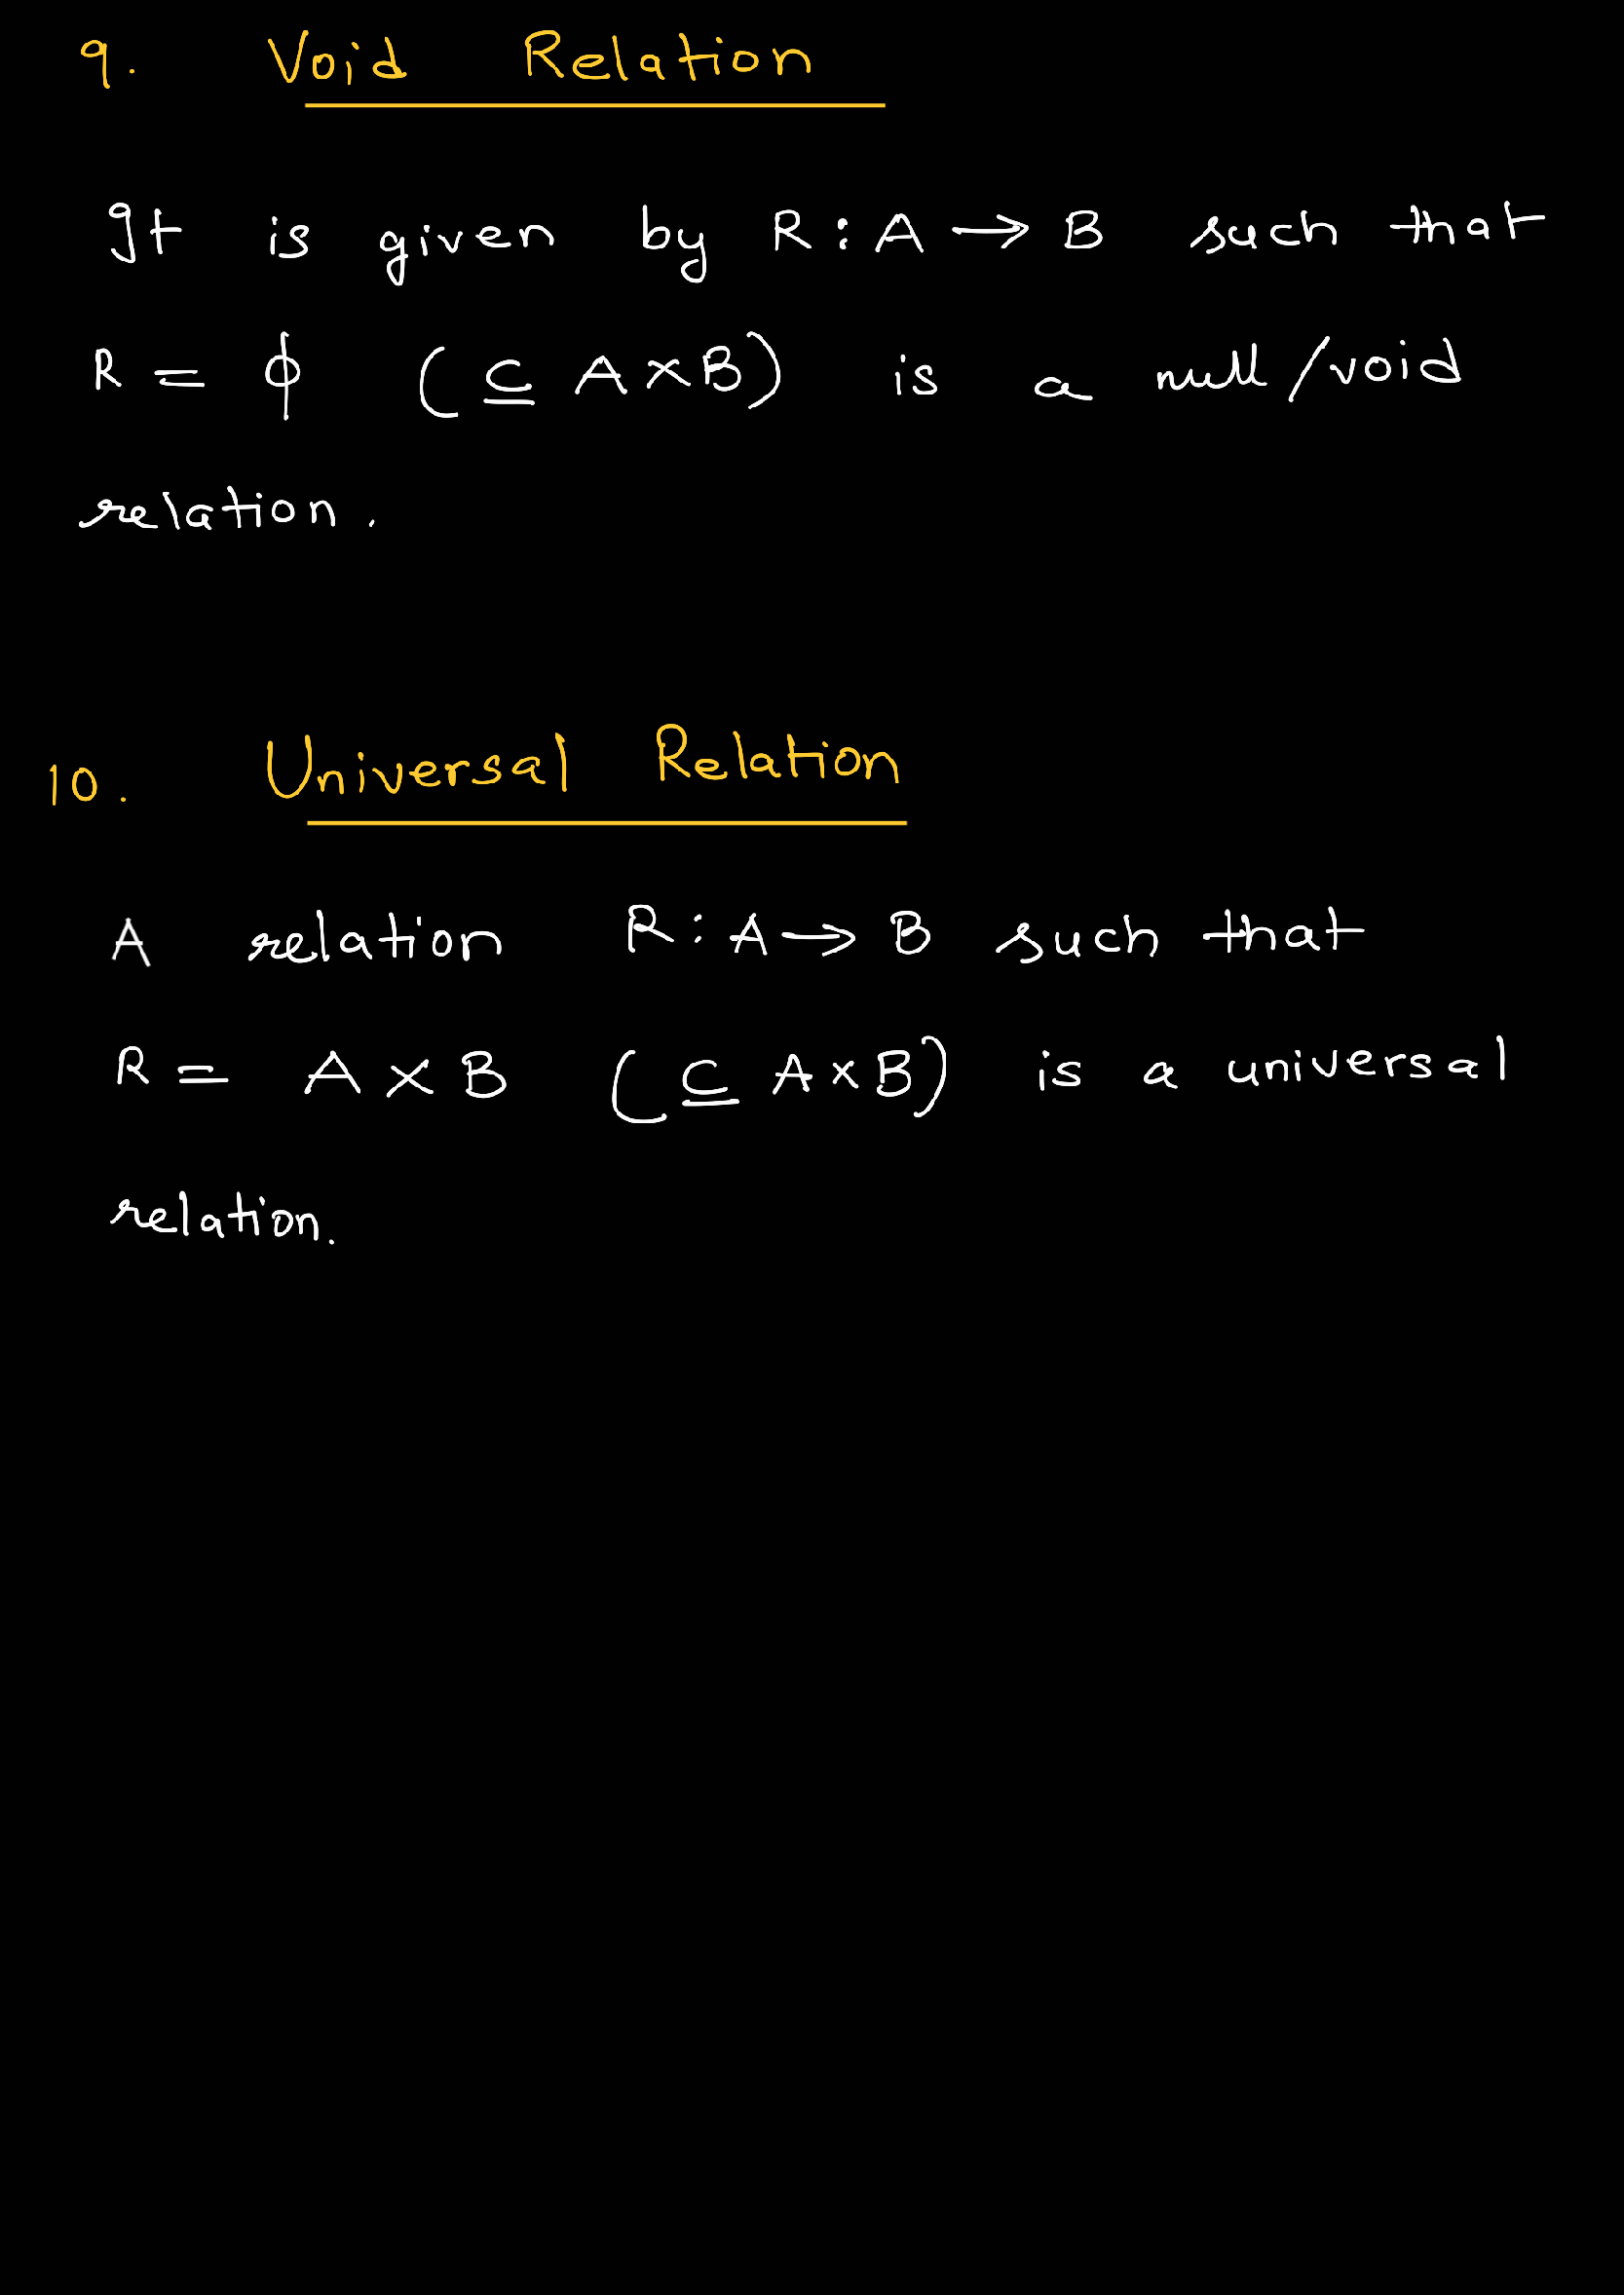 9. Void Relation
It is given by R : A → B such that
R = ϕ (⊆ A×B) is a null/void
relation.
10. Universal Relation
A relation R : A → B such that
R = A × B (⊆ A×B) is a universal
relation.